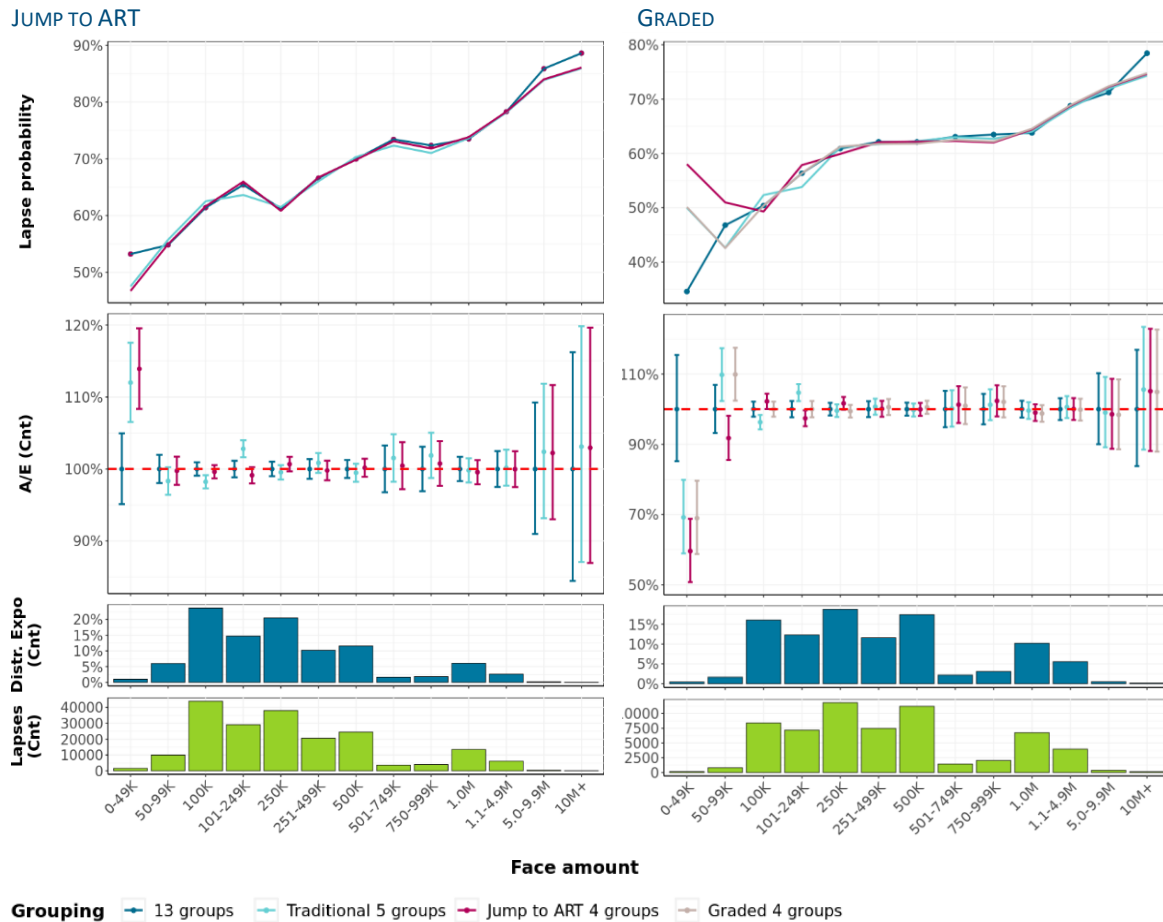 JUMP TO ART
GRADED
Lapse probability
90%
80%
70%
60%
50%
80%
70%
60%
50%
40%
A/E (Cnt)
120%
110%
100%
90%
110%
90%
70%
50%
Distr. Expo
(Cnt)
20%
15%
10%
5%
0%
15%
10%
5%
0%
Lapses
(Cnt)
40000
30000
20000
10000
0
0000
7500
5000
2500
0
0-49K
50-99K
100K
101-249K
250K
251-499K
500K
501-749K
750-999K
1.0M
1.1-4.9M
5.0-9.9M
10M+
0-49K
50-99K
100K
101-249K
250K
251-499K
500K
501-749K
750-999K
1.0M
1.1-4.9M
5.0-9.9M
10M+
Face amount
Grouping 13 groups Traditional 5 groups Jump to ART 4 groups Graded 4 groups